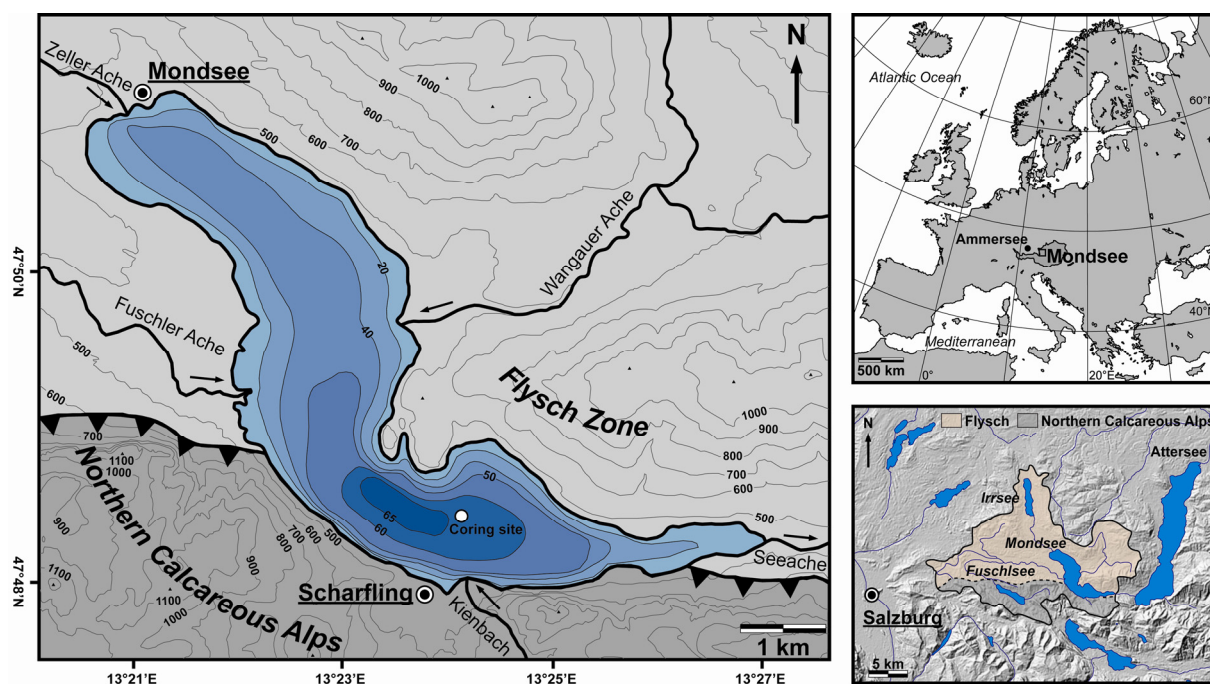 N
Zeller Ache
Mondsee
1000
900
800
500
600
700
20
47°50'N
Wangauer Ache
Fuschler Ache
40
500
Flysch Zone
600
1000
900
700
1100
1000
50
800
700
600
Northern Calcareous Alps
65
60
Coring site
900
700
600
500
800
500
900
Seeache
47°48'N
1100
Scharfling
1100
1000
Kienbach
1 km
13°21'E
13°23'E
13°25'E
13°27'E
Atlantic Ocean
60°N
Ammersee
Mondsee
40°N
Mediterranean
500 km
0°
20°E
N
Flysch
Northern Calcareous Alps
Attersee
Irrsee
Mondsee
Fuschlsee
Salzburg
5 km